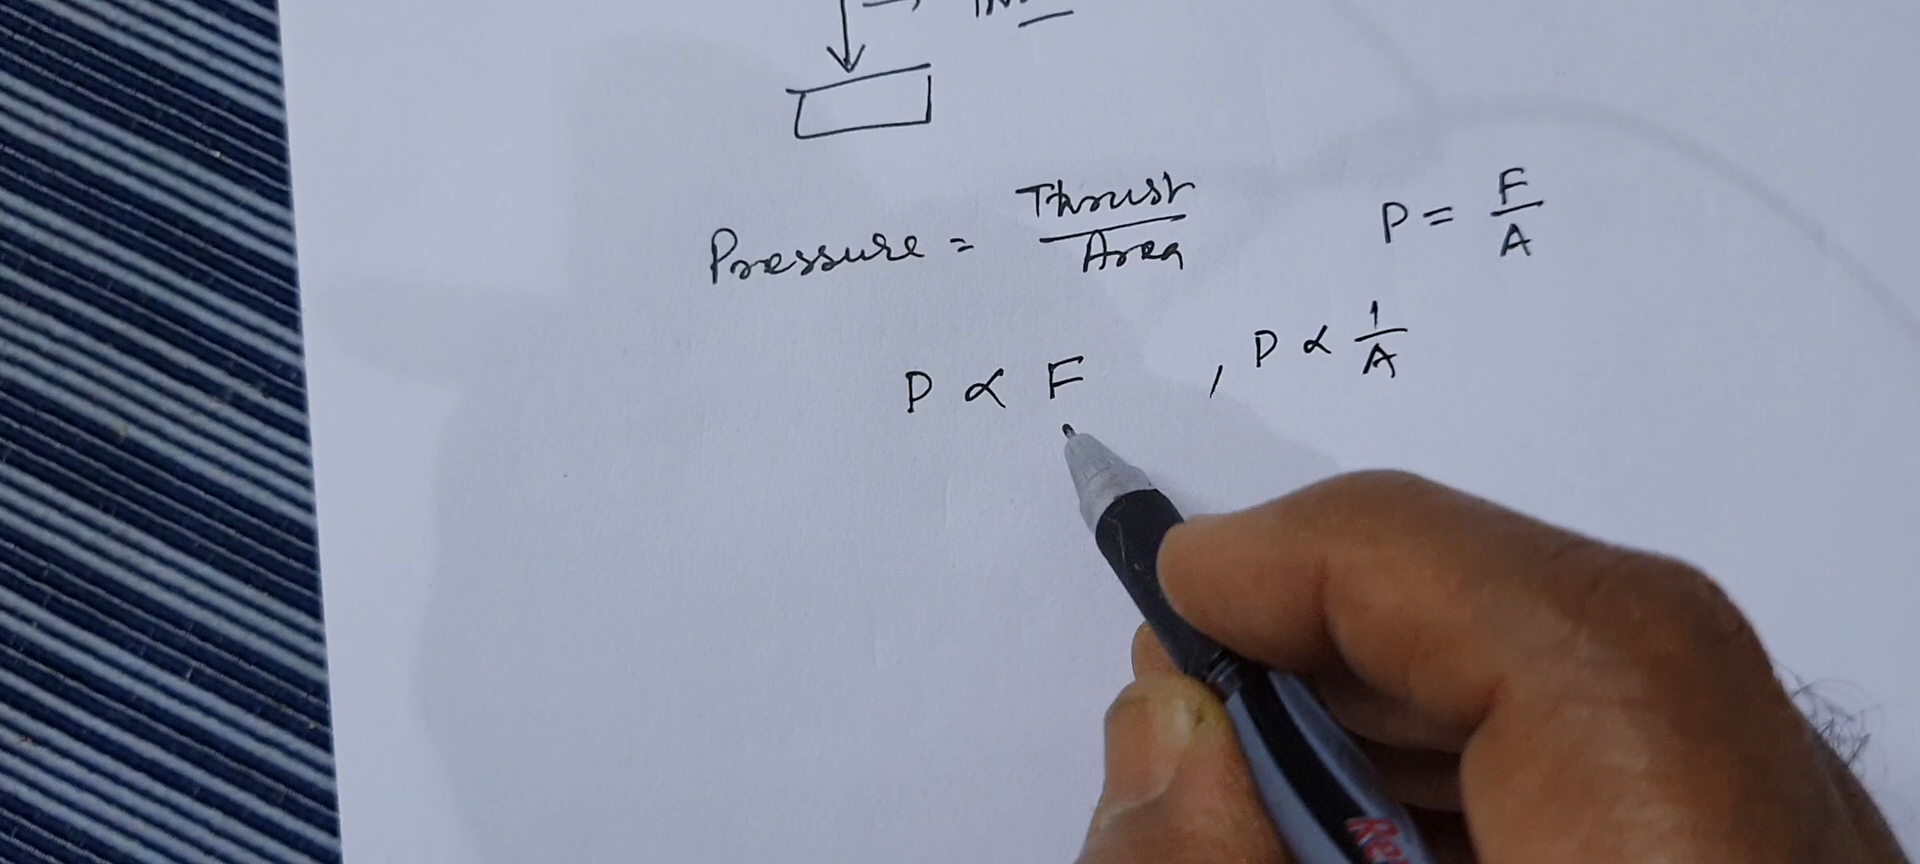 Pressure = Thrust / Area P = F / A
P ∝ F , P ∝ 1 / A